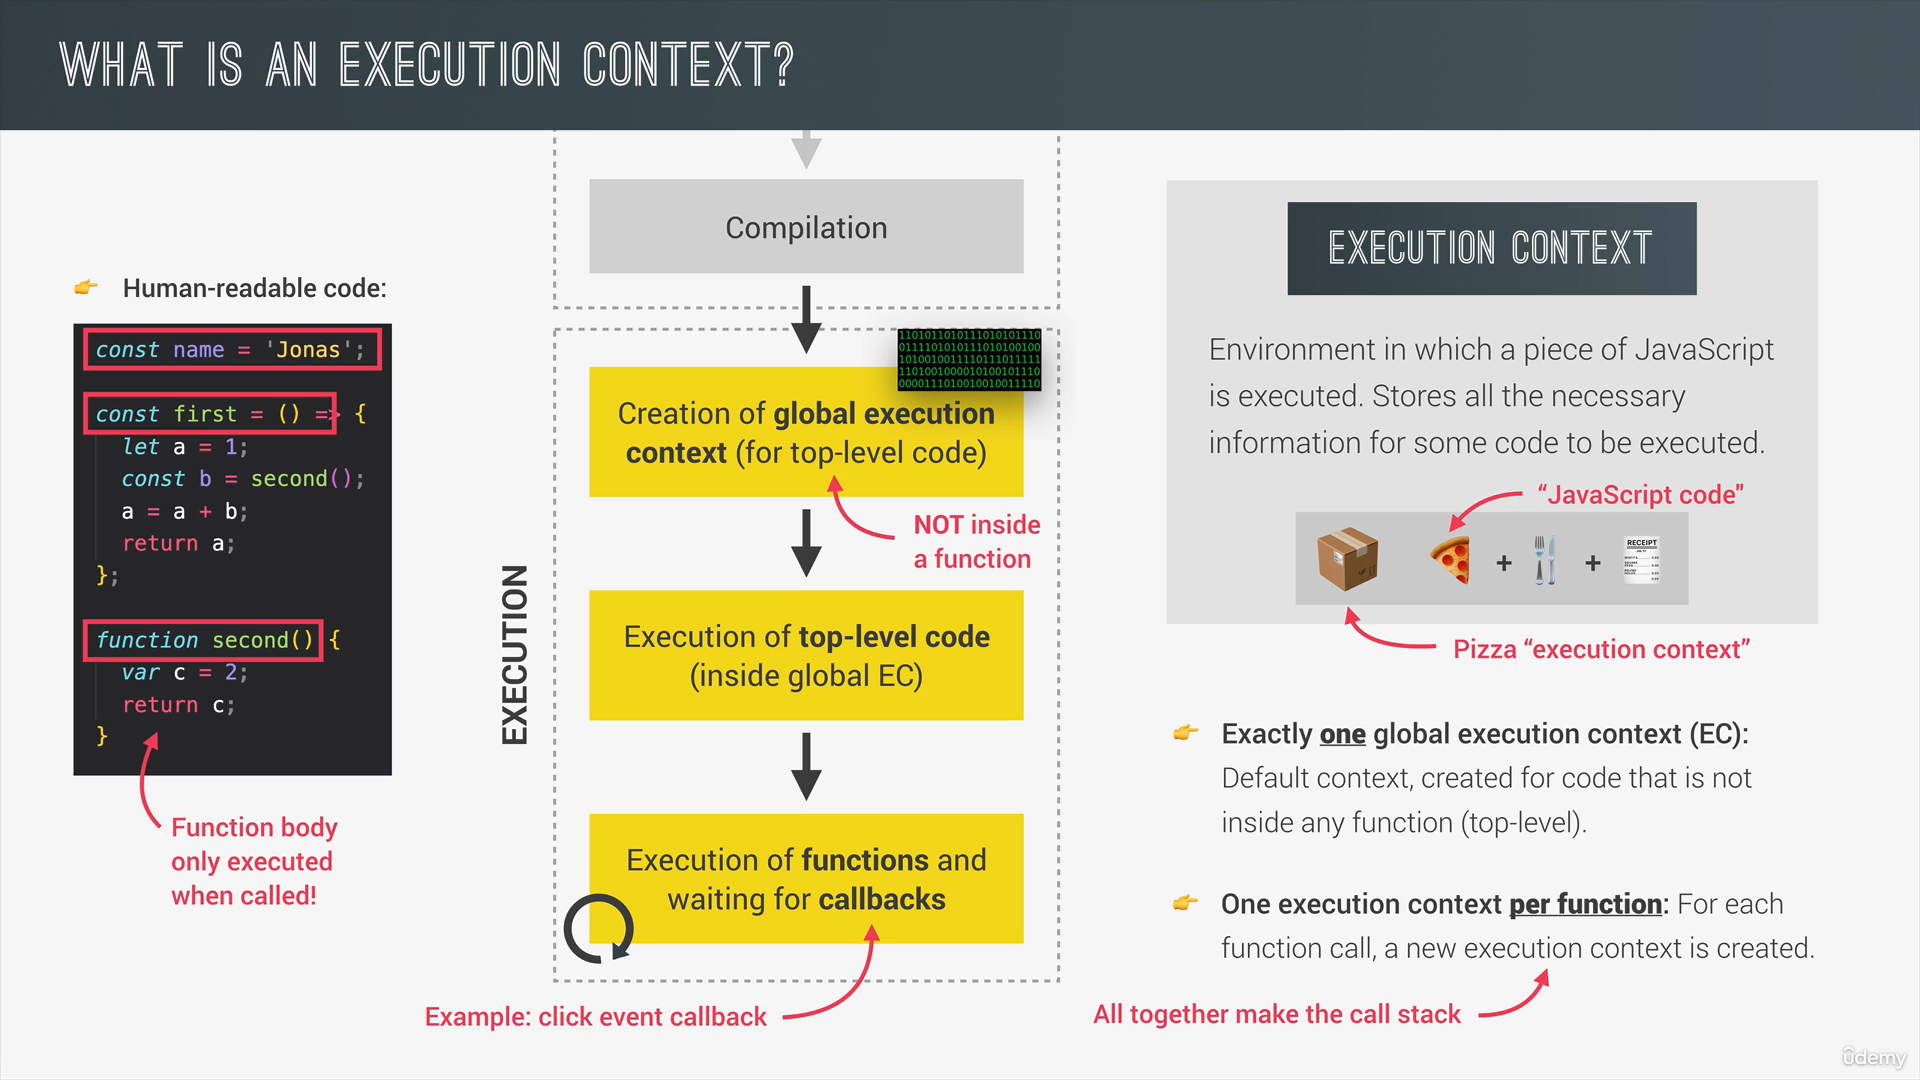 WHAT IS AN EXECUTION CONTEXT?
👉 Human-readable code:
const name = 'Jonas';
const first = () => {
let a = 1;
const b = second();
a = a + b;
return a;
};
function second() {
var c = 2;
return c;
}
Function body
only executed
when called!
Compilation
EXECUTION
1101011010111010101110
0111101010111010100100
1010010011110111011111
1101001000010100101110
0000111010010010011110
Creation of global execution
context (for top-level code)
NOT inside
a function
Execution of top-level code
(inside global EC)
Execution of functions and
waiting for callbacks
Example: click event callback
EXECUTION CONTEXT
Environment in which a piece of JavaScript
is executed. Stores all the necessary
information for some code to be executed.
“JavaScript code"
+ +
RECEIPT
Pizza “execution context”
👉 Exactly one global execution context (EC):
Default context, created for code that is not
inside any function (top-level).
👉 One execution context per function: For each
function call, a new execution context is created.
All together make the call stack
ûdemy